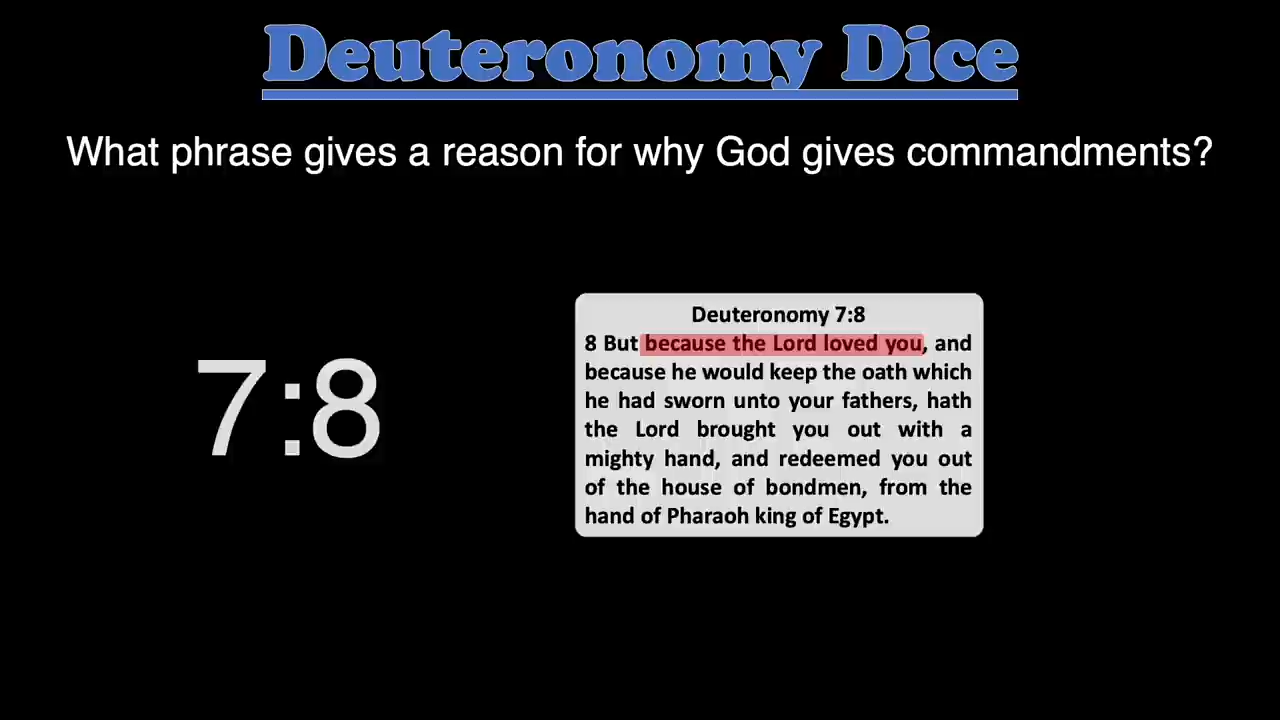 Deuteronomy Dice
What phrase gives a reason for why God gives commandments?
7:8
Deuteronomy 7:8
8 But because the Lord loved you, and
because he would keep the oath which
he had sworn unto your fathers, hath
the Lord brought you out with a
mighty hand, and redeemed you out
of the house of bondmen, from the
hand of Pharaoh king of Egypt.